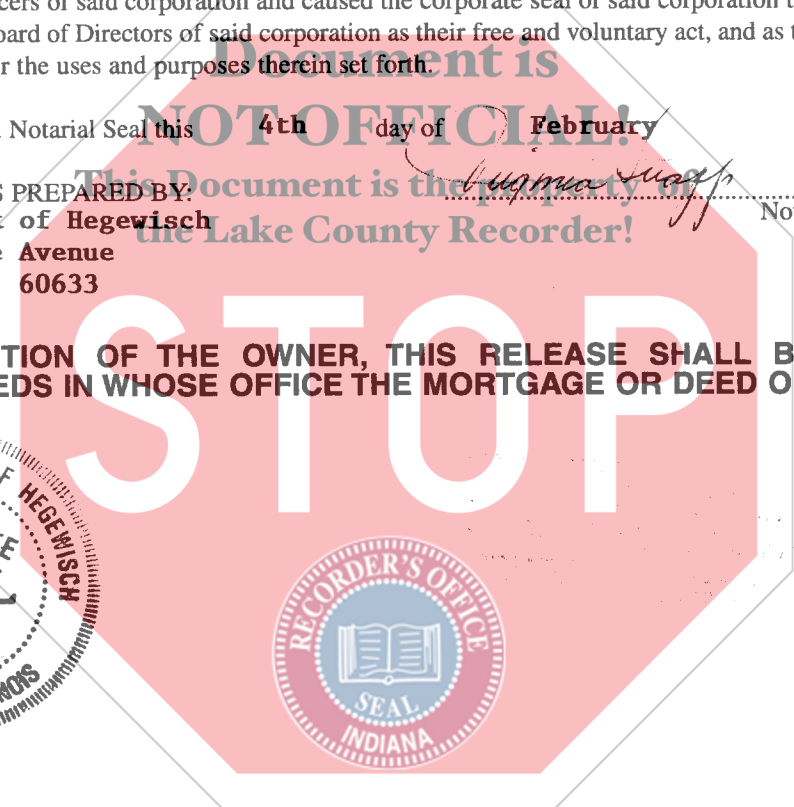 cers of said corporation and caused the corporate seal of said corporation t
oard of Directors of said corporation as their free and voluntary act, and as t
r the uses and purposes therein set forth.
Document is
NOT OFFICIAL!
Notarial Seal this 4th day of February
This Document is the property of
S PREPARED BY:
Virginia
No
of Hegewisch
the Lake County Recorder!
Avenue
60633
STOP
TION OF THE OWNER, THIS RELEASE SHALL B
EDS IN WHOSE OFFICE THE MORTGAGE OR DEED O
F HEGEWISCH
RECORDER'S OFFICE
SEAL
INDIANA